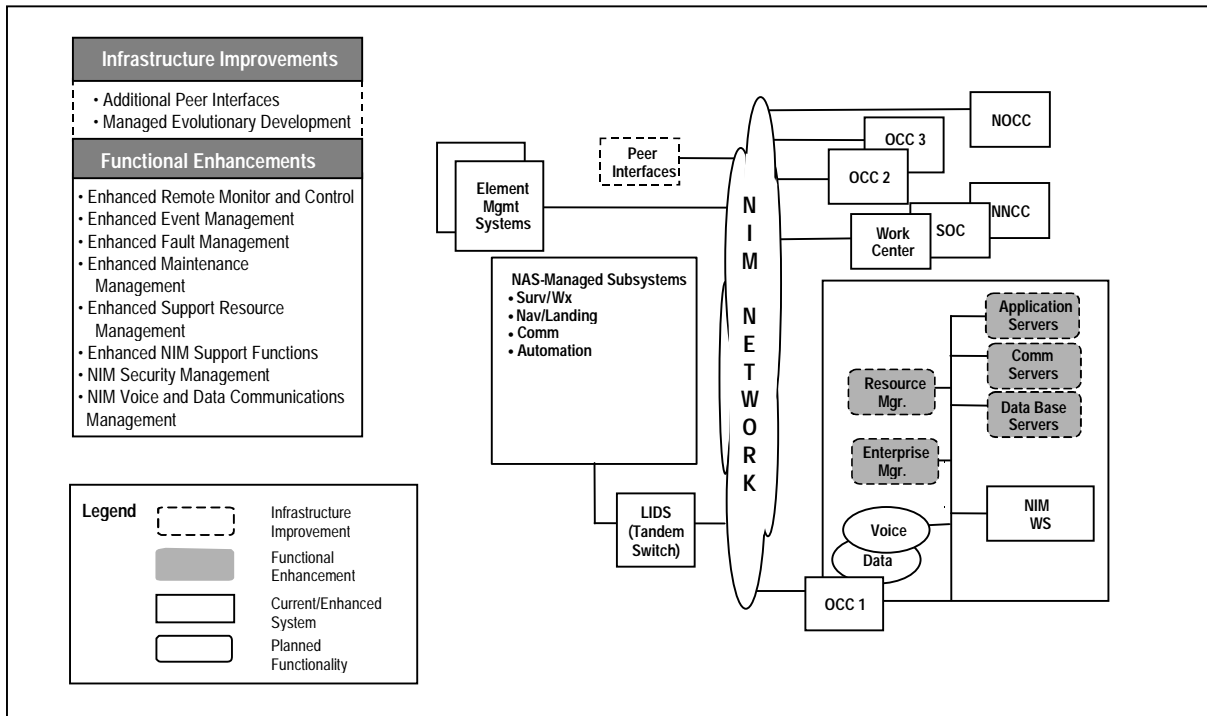 Infrastructure Improvements
• Additional Peer Interfaces
• Managed Evolutionary Development
Functional Enhancements
• Enhanced Remote Monitor and Control
• Enhanced Event Management
• Enhanced Fault Management
• Enhanced Maintenance
Management
• Enhanced Support Resource
Management
• Enhanced NIM Support Functions
• NIM Security Management
• NIM Voice and Data Communications
Management
Legend
Infrastructure
Improvement
Functional
Enhancement
Current/Enhanced
System
Planned
Functionality
Element
Mgmt
Systems
Peer
Interfaces
NAS-Managed Subsystems
• Surv/Wx
• Nav/Landing
• Comm
• Automation
LIDS
(Tandem
Switch)
NIM NETWORK
NOCC
OCC 3
OCC 2
NNCC
SOC
Work
Center
Application
Servers
Comm
Servers
Resource
Mgr.
Data Base
Servers
Enterprise
Mgr.
NIM
WS
Voice
Data
OCC 1